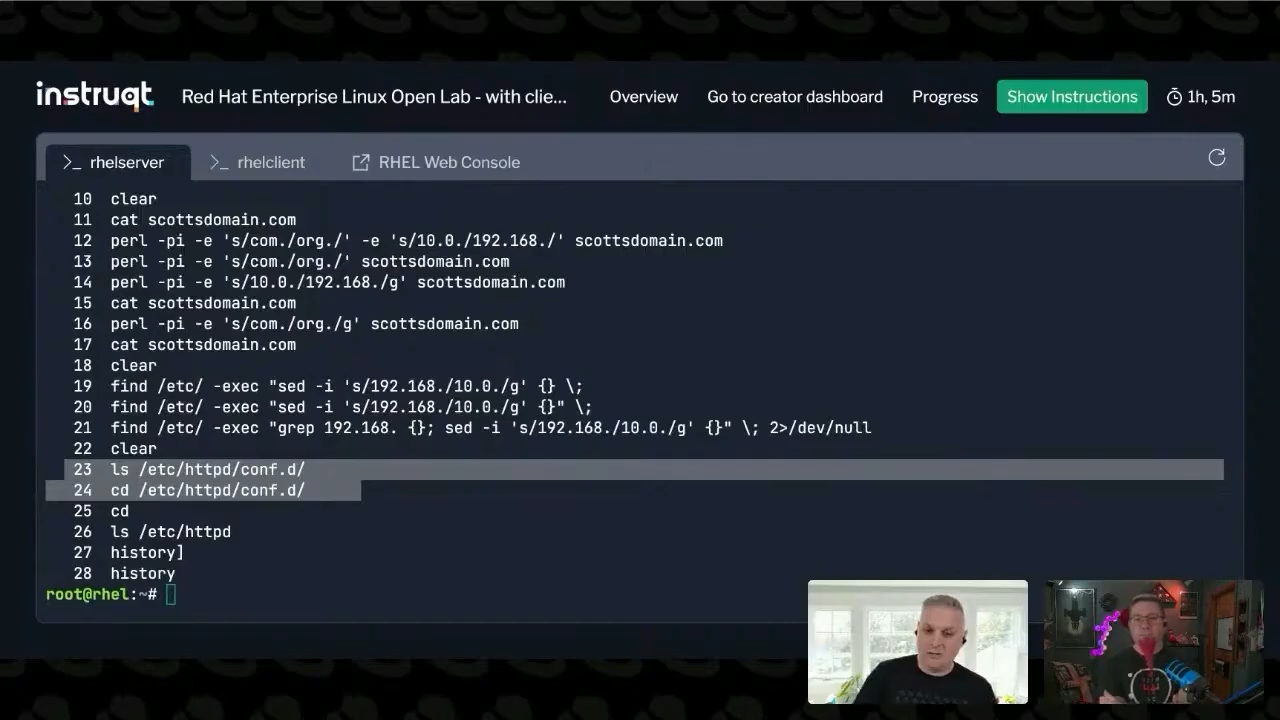 instruqt Red Hat Enterprise Linux Open Lab - with clie... Overview Go to creator dashboard Progress Show Instructions 1h, 5m
>_ rhelserver >_ rhelclient RHEL Web Console
10 clear
11 cat scottsdomain.com
12 perl -pi -e 's/com./org./' -e 's/10.0./192.168./' scottsdomain.com
13 perl -pi -e 's/com./org./' scottsdomain.com
14 perl -pi -e 's/10.0./192.168./g' scottsdomain.com
15 cat scottsdomain.com
16 perl -pi -e 's/com./org./g' scottsdomain.com
17 cat scottsdomain.com
18 clear
19 find /etc/ -exec "sed -i 's/192.168./10.0./g' {} \;
20 find /etc/ -exec "sed -i 's/192.168./10.0./g' {}" \;
21 find /etc/ -exec "grep 192.168. {}; sed -i 's/192.168./10.0./g' {}" \; 2>/dev/null
22 clear
23 ls /etc/httpd/conf.d/
24 cd /etc/httpd/conf.d/
25 cd
26 ls /etc/httpd
27 history]
28 history
root@rhel:~#